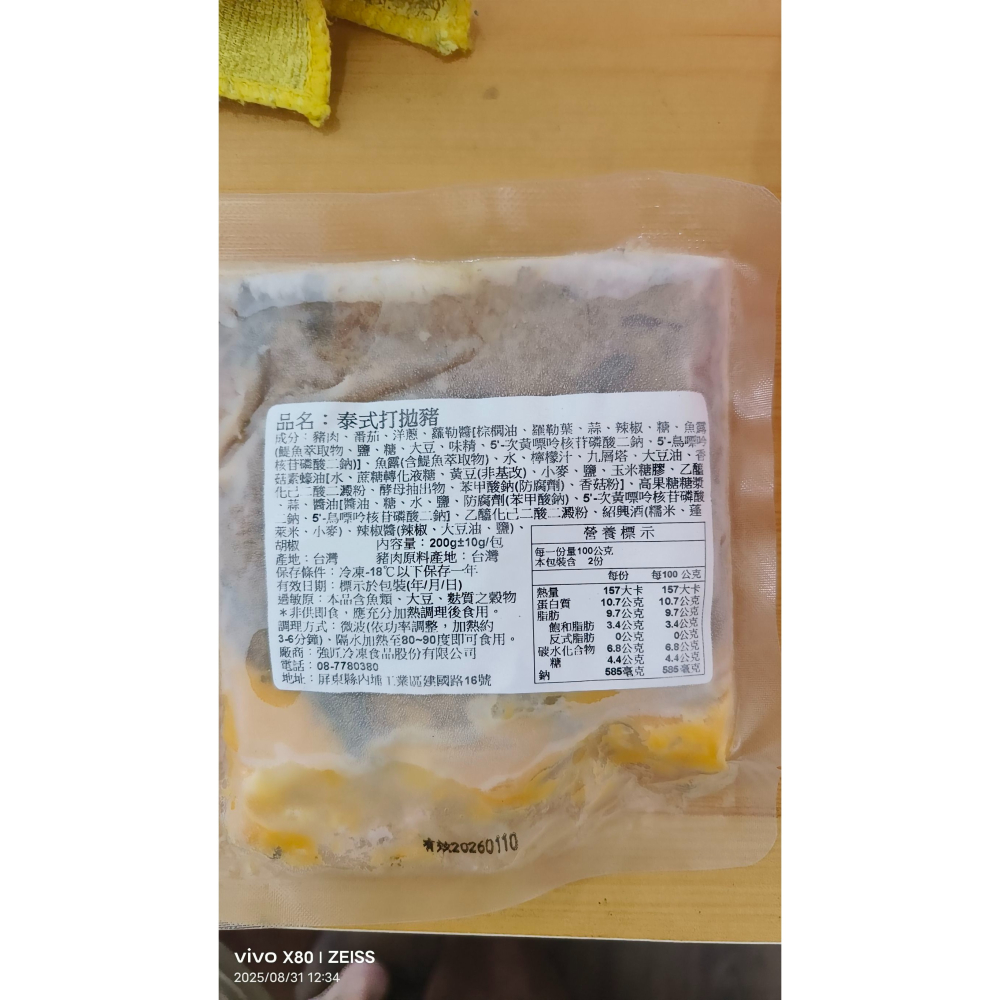 品名：泰式打拋豬
成分：豬肉、番茄、洋蔥、羅勒醬[棕櫚油、羅勒葉、蒜、辣椒、糖、魚露
(鯷魚萃取物、鹽、糖、大豆、味精、5'-次黃嘌呤核苷磷酸二鈉、5'-鳥嘌呤
核苷磷酸二鈉)]、魚露(含鯷魚萃取物)、水、檸檬汁、九層塔、大豆油、香
菇素蠔油[水、蔗糖轉化液糖、黃豆(非基改)、小麥、鹽、玉米糖膠、乙醯
化己二酸二澱粉、酵母抽出物、苯甲酸鈉(防腐劑)、香菇粉]、高果糖糖漿
、蒜、醬油[醬油、糖、水、鹽、防腐劑(苯甲酸鈉)、5'-次黃嘌呤核苷磷酸
二鈉、5'-鳥嘌呤核苷磷酸二鈉]、乙醯化己二酸二澱粉、紹興酒(糯米、蓬
萊米、小麥)、辣椒醬(辣椒、大豆油、鹽)、
胡椒 內容量：200g±10g/包
產地：台灣 豬肉原料產地：台灣
保存條件：冷凍-18℃以下保存一年
有效日期：標示於包裝(年/月/日)
過敏原：本品含魚類、大豆、麩質之穀物
＊非供即食，應充分加熱調理後食用。
調理方式：微波(依功率調整，加熱約
3-6分鐘)、隔水加熱至80~90度即可食用。
廠商：強匠冷凍食品股份有限公司
電話：08-7780380
地址：屏東縣內埔工業區建國路16號
營養標示
每一份量100公克
本包裝含 2份
每份 每100 公克
熱量 157大卡 157大卡
蛋白質 10.7公克 10.7公克
脂肪 9.7公克 9.7公克
飽和脂肪 3.4公克 3.4公克
反式脂肪 0公克 0公克
碳水化合物 6.8公克 6.8公克
糖 4.4公克 4.4公克
鈉 585毫克 585毫克
有效20260110
vivo X80 | ZEISS
2025/08/31 12:34